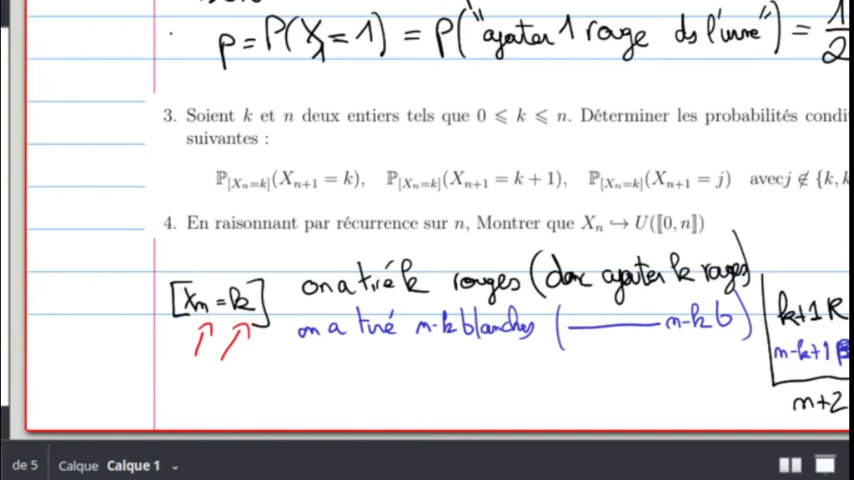 p = P(X₁ = 1) = P("ajouter 1 rouge ds l'urne") = 1/2
3. Soient k et n deux entiers tels que 0 ⩽ k ⩽ n. Déterminer les probabilités condi
suivantes :
ℙ[Xn=k](Xn+1 = k), ℙ[Xn=k](Xn+1 = k + 1), ℙ[Xn=k](Xn+1 = j) avecj ∉ {k, k
4. En raisonnant par récurrence sur n, Montrer que Xn ↪ U(⟦0, n⟧)
[Xn = k] on a tiré k rouges (donc ajouter k rouges)
on a tiré n-k blanches ( ——— n-k b )
k+1 R
n-k+1 B
n+2
de 5 Calque Calque 1